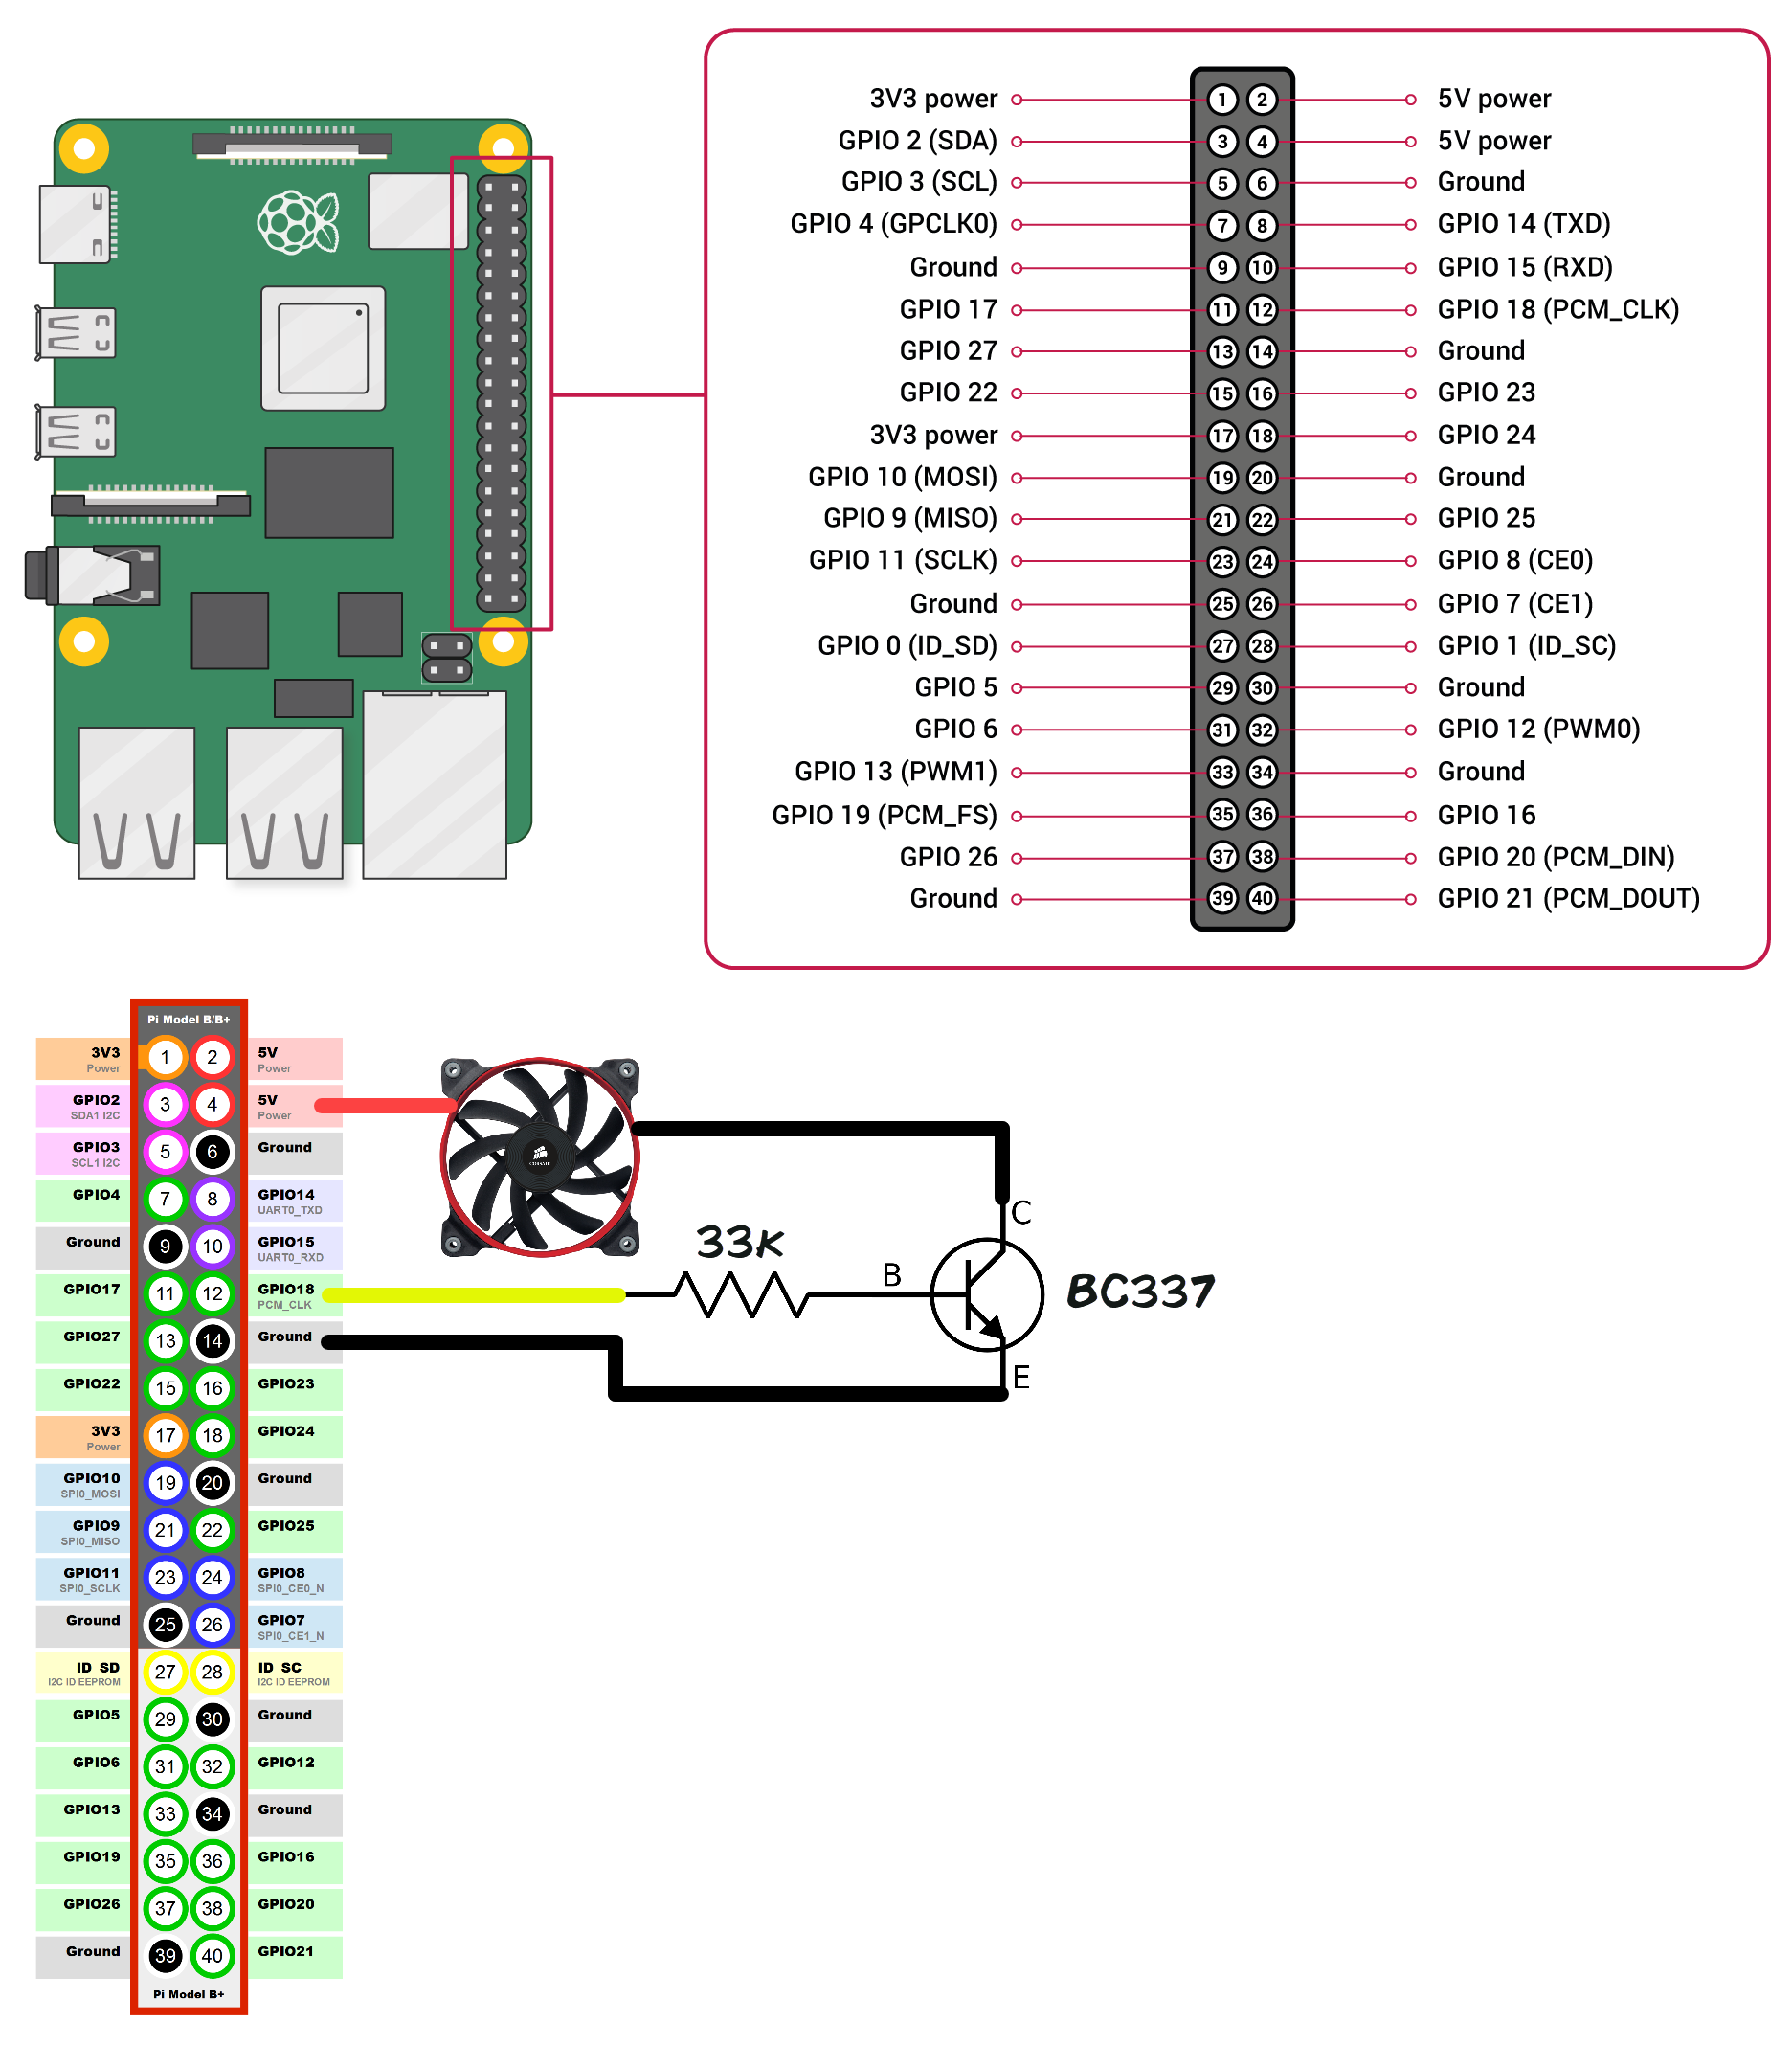 3V3 power 1 2 5V power
GPIO 2 (SDA) 3 4 5V power
GPIO 3 (SCL) 5 6 Ground
GPIO 4 (GPCLK0) 7 8 GPIO 14 (TXD)
Ground 9 10 GPIO 15 (RXD)
GPIO 17 11 12 GPIO 18 (PCM_CLK)
GPIO 27 13 14 Ground
GPIO 22 15 16 GPIO 23
3V3 power 17 18 GPIO 24
GPIO 10 (MOSI) 19 20 Ground
GPIO 9 (MISO) 21 22 GPIO 25
GPIO 11 (SCLK) 23 24 GPIO 8 (CE0)
Ground 25 26 GPIO 7 (CE1)
GPIO 0 (ID_SD) 27 28 GPIO 1 (ID_SC)
GPIO 5 29 30 Ground
GPIO 6 31 32 GPIO 12 (PWM0)
GPIO 13 (PWM1) 33 34 Ground
GPIO 19 (PCM_FS) 35 36 GPIO 16
GPIO 26 37 38 GPIO 20 (PCM_DIN)
Ground 39 40 GPIO 21 (PCM_DOUT)
Pi Model B/B+
3V3 1 2 5V
Power Power
GPIO2 3 4 5V
SDA1 I2C Power
GPIO3 5 6 Ground
SCL1 I2C
GPIO4 7 8 GPIO14
UART0_TXD
Ground 9 10 GPIO15
UART0_RXD
GPIO17 11 12 GPIO18
PCM_CLK
GPIO27 13 14 Ground
GPIO22 15 16 GPIO23
3V3 17 18 GPIO24
Power
GPIO10 19 20 Ground
SPI0_MOSI
GPIO9 21 22 GPIO25
SPI0_MISO
GPIO11 23 24 GPIO8
SPI0_SCLK SPI0_CE0_N
Ground 25 26 GPIO7
SPI0_CE1_N
ID_SD 27 28 ID_SC
I2C ID EEPROM I2C ID EEPROM
GPIO5 29 30 Ground
GPIO6 31 32 GPIO12
GPIO13 33 34 Ground
GPIO19 35 36 GPIO16
GPIO26 37 38 GPIO20
Ground 39 40 GPIO21
Pi Model B+
CORSAIR
C
33K
B
BC337
E